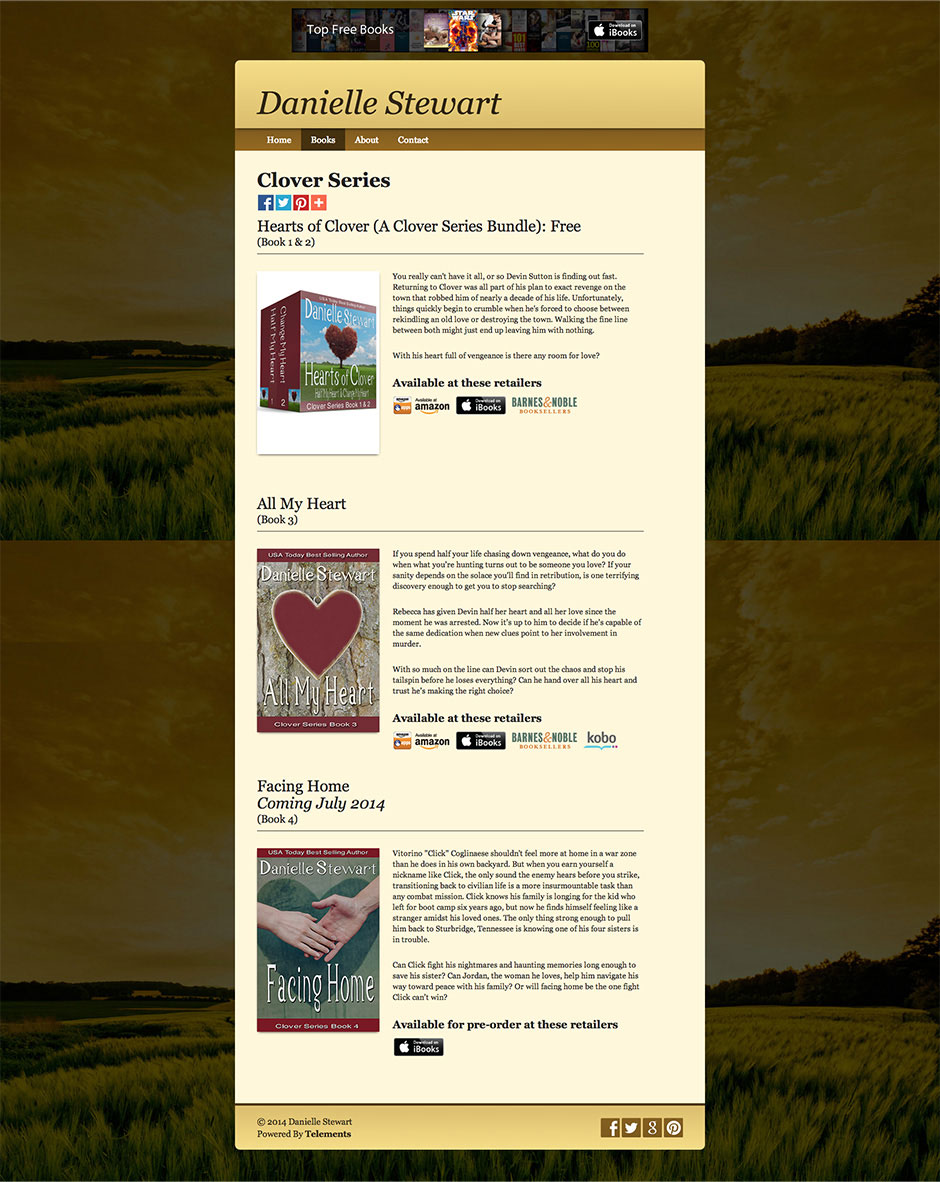 Top Free Books
STAR WARS
101
100
Download on
iBooks
Danielle Stewart
Home Books About Contact
Clover Series
Hearts of Clover (A Clover Series Bundle): Free
(Book 1 & 2)
USA Today Best Selling Author
Danielle Stewart
Half My Heart
Change My Heart
1
2
Hearts of Clover
Half My Heart & Change My Heart
Clover Series Book 1 & 2
You really can't have it all, or so Devin Sutton is finding out fast.
Returning to Clover was all part of his plan to exact revenge on the
town that robbed him of nearly a decade of his life. Unfortunately,
things quickly begin to crumble when he's forced to choose between
rekindling an old love or destroying the town. Walking the fine line
between both might just end up leaving him with nothing.
With his heart full of vengeance is there any room for love?
Available at these retailers
Available at
amazon
Download on
iBooks
BARNES&NOBLE
BOOKSELLERS
All My Heart
(Book 3)
USA Today Best Selling Author
Danielle Stewart
All My Heart
Clover Series Book 3
If you spend half your life chasing down vengeance, what do you do
when what you're hunting turns out to be someone you love? If your
sanity depends on the solace you'll find in retribution, is one terrifying
discovery enough to get you to stop searching?
Rebecca has given Devin half her heart and all her love since the
moment he was arrested. Now it's up to him to decide if he's capable of
the same dedication when new clues point to her involvement in
murder.
With so much on the line can Devin sort out the chaos and stop his
tailspin before he loses everything? Can he hand over all his heart and
trust he's making the right choice?
Available at these retailers
Available at
amazon
Download on
iBooks
BARNES&NOBLE
BOOKSELLERS
kobo
Facing Home
Coming July 2014
(Book 4)
USA Today Best Selling Author
Danielle Stewart
Facing Home
Clover Series Book 4
Vitorino "Click" Coglinaese shouldn't feel more at home in a war zone
than he does in his own backyard. But when you earn yourself a
nickname like Click, the only sound the enemy hears before you strike,
transitioning back to civilian life is a more insurmountable task than
any combat mission. Click knows his family is longing for the kid who
left for boot camp six years ago, but now he finds himself feeling like a
stranger amidst his loved ones. The only thing strong enough to pull
him back to Sturbridge, Tennessee is knowing one of his four sisters is
in trouble.
Can Click fight his nightmares and haunting memories long enough to
save his sister? Can Jordan, the woman he loves, help him navigate his
way toward peace with his family? Or will facing home be the one fight
Click can't win?
Available for pre-order at these retailers
Download on
iBooks
© 2014 Danielle Stewart
Powered By Telements